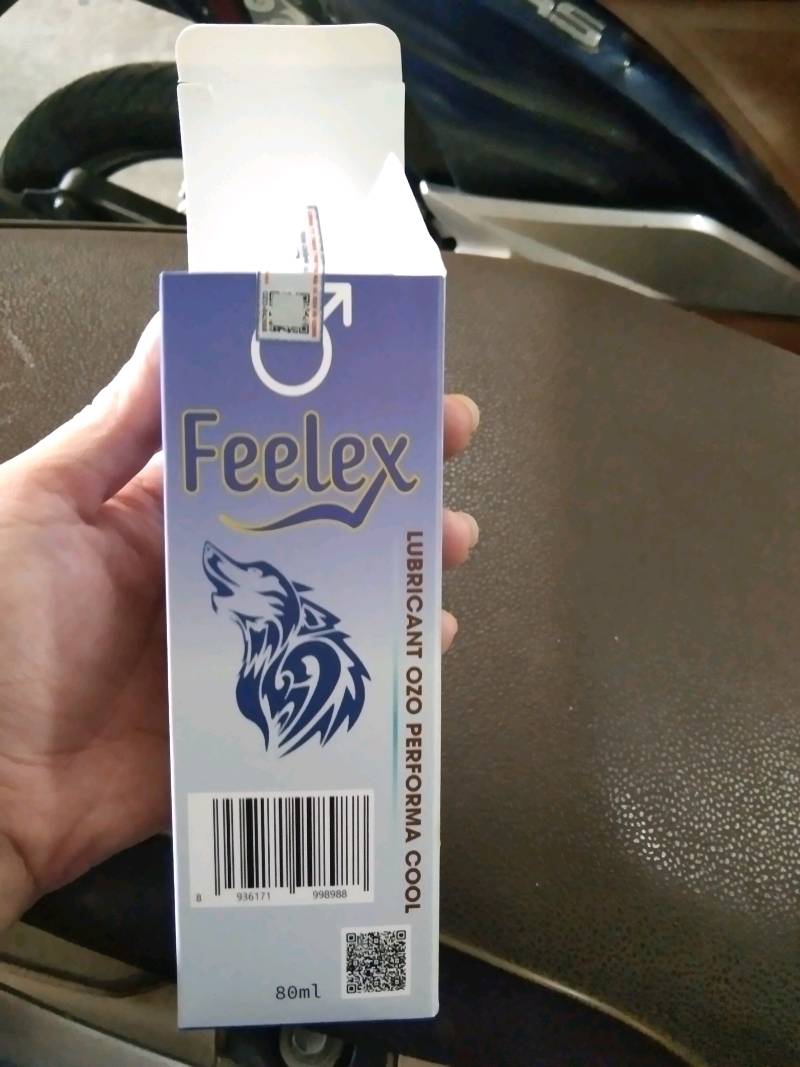 Feelex
LUBRICANT OZO PERFORMA COOL
8 936171 998988
80ml